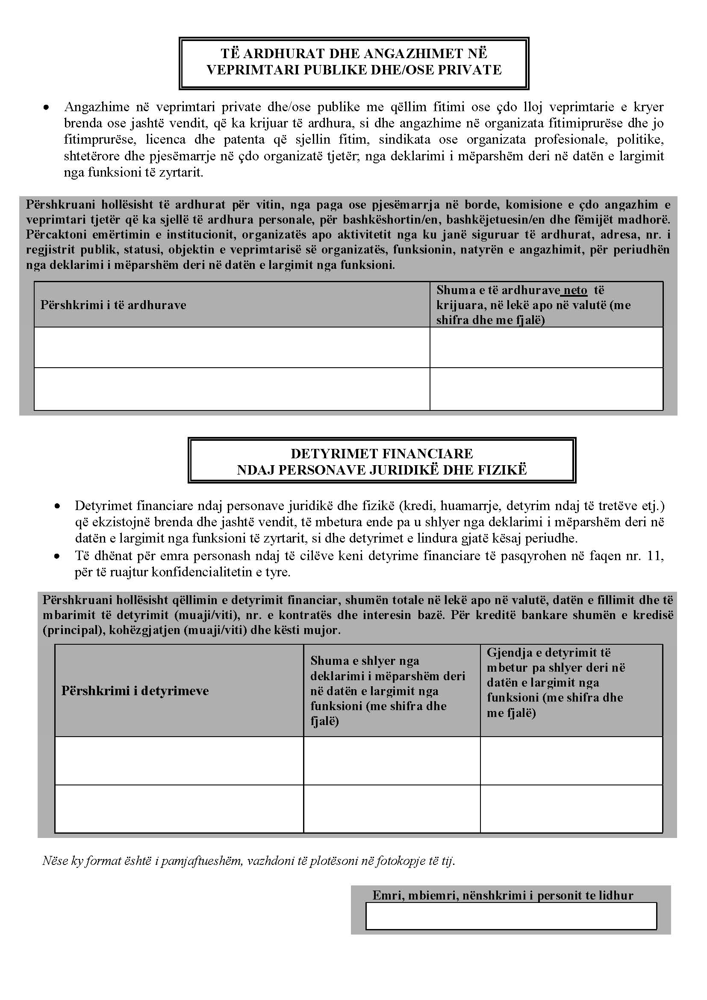 TË ARDHURAT DHE ANGAZHIMET NË
VEPRIMTARI PUBLIKE DHE/OSE PRIVATE
• Angazhime në veprimtari private dhe/ose publike me qëllim fitimi ose çdo lloj veprimtarie e kryer
brenda ose jashtë vendit, që ka krijuar të ardhura, si dhe angazhime në organizata fitimiprurëse dhe jo
fitimprurëse, licenca dhe patenta që sjellin fitim, sindikata ose organizata profesionale, politike,
shtetërore dhe pjesëmarrje në çdo organizatë tjetër; nga deklarimi i mëparshëm deri në datën e largimit
nga funksioni të zyrtarit.
Përshkruani hollësisht të ardhurat për vitin, nga paga ose pjesëmarrja në borde, komisione e çdo angazhim e
veprimtari tjetër që ka sjellë të ardhura personale, për bashkëshortin/en, bashkëjetuesin/en dhe fëmijët madhorë.
Përcaktoni emërtimin e institucionit, organizatës apo aktivitetit nga ku janë siguruar të ardhurat, adresa, nr. i
regjistrit publik, statusi, objektin e veprimtarisë së organizatës, funksionin, natyrën e angazhimit, për periudhën
nga deklarimi i mëparshëm deri në datën e largimit nga funksioni.
Përshkrimi i të ardhurave
Shuma e të ardhurave neto të
krijuara, në lekë apo në valutë (me
shifra dhe me fjalë)
DETYRIMET FINANCIARE
NDAJ PERSONAVE JURIDIKË DHE FIZIKË
• Detyrimet financiare ndaj personave juridikë dhe fizikë (kredi, huamarrje, detyrim ndaj të tretëve etj.)
që ekzistojnë brenda dhe jashtë vendit, të mbetura ende pa u shlyer nga deklarimi i mëparshëm deri në
datën e largimit nga funksioni të zyrtarit, si dhe detyrimet e lindura gjatë kësaj periudhe.
• Të dhënat për emra personash ndaj të cilëve keni detyrime financiare të pasqyrohen në faqen nr. 11,
për të ruajtur konfidencialitetin e tyre.
Përshkruani hollësisht qëllimin e detyrimit financiar, shumën totale në lekë apo në valutë, datën e fillimit dhe të
mbarimit të detyrimit (muaji/viti), nr. e kontratës dhe interesin bazë. Për kreditë bankare shumën e kredisë
(principal), kohëzgjatjen (muaji/viti) dhe kësti mujor.
Përshkrimi i detyrimeve
Shuma e shlyer nga
deklarimi i mëparshëm deri
në datën e largimit nga
funksioni (me shifra dhe
fjalë)
Gjendja e detyrimit të
mbetur pa shlyer deri në
datën e largimit nga
funksioni (me shifra dhe
me fjalë)
Nëse ky format është i pamjaftueshëm, vazhdoni të plotësoni në fotokopje të tij.
Emri, mbiemri, nënshkrimi i personit te lidhur